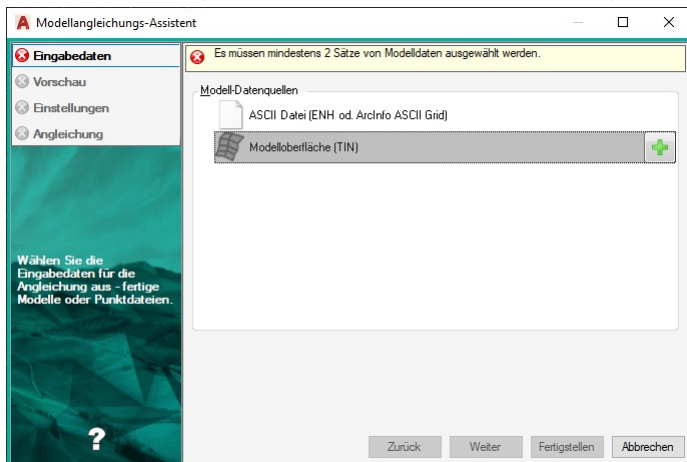 Modellangleichungs-Assistent
Eingabedaten
Vorschau
Einstellungen
Angleichung
Wählen Sie die
Eingabedaten für die
Angleichung aus - fertige
Modelle oder Punktdateien.
?
Es müssen mindestens 2 Sätze von Modelldaten ausgewählt werden.
Modell-Datenquellen
ASCII Datei (ENH od. ArcInfo ASCII Grid)
Modelloberfläche (TIN)
Zurück Weiter Fertigstellen Abbrechen